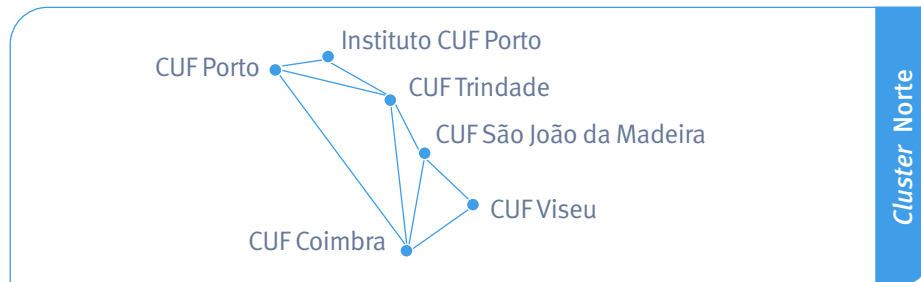 Instituto CUF Porto
CUF Porto
CUF Trindade
CUF São João da Madeira
CUF Viseu
CUF Coimbra
Cluster Norte